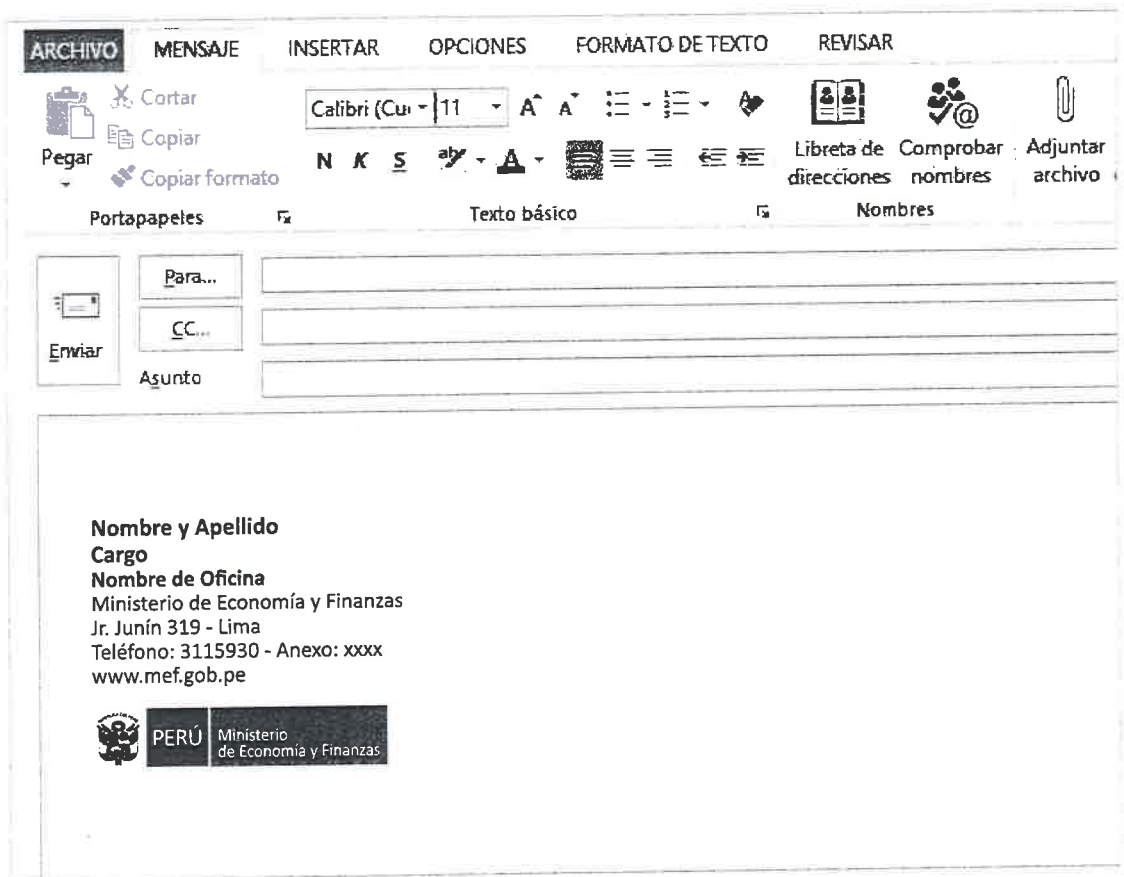 ARCHIVO MENSAJE INSERTAR OPCIONES FORMATO DE TEXTO REVISAR
Pegar
Cortar
Copiar
Copiar formato
Portapapeles
Calibri (Cu 11 A A
N K S aby A
Texto básico
Libreta de direcciones
Comprobar nombres
Nombres
Adjuntar archivo
Enviar
Para...
CC...
Asunto
Nombre y Apellido
Cargo
Nombre de Oficina
Ministerio de Economía y Finanzas
Jr. Junín 319 - Lima
Teléfono: 3115930 - Anexo: xxxx
www.mef.gob.pe
PERÚ
Ministerio
de Economía y Finanzas